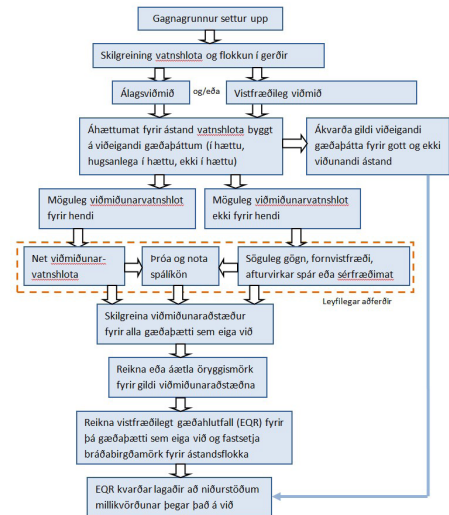 Gagnagrunnur settur upp
Skilgreining vatnshlota og flokkun í gerðir
Álagsviðmið
og/eða
Vistfræðileg viðmið
Áhættumat fyrir ástand vatnshlota byggt
á viðeigandi gæðaþáttum (í hættu,
hugsanlega í hættu, ekki í hættu)
Ákvarða gildi viðeigandi
gæðaþátta fyrir gott og ekki
viðunandi ástand
Möguleg viðmiðunarvatnshlot
fyrir hendi
Möguleg viðmiðunarvatnshlot
ekki fyrir hendi
Net viðmiðunar-
vatnshlota
Þróa og nota
spálíkön
Söguleg gögn, fornvistfræði,
afturvirkar spár eða sérfræðimat
Leyfilegar aðferðir
Skilgreina viðmiðunaraðstæður
fyrir alla gæðaþætti sem eiga við
Reikna eða áætla öryggismörk
fyrir gildi viðmiðunaraðstæðna
Reikna vistfræðilegt gæðahlutfall (EQR) fyrir
þá gæðaþætti sem eiga við og fastsetja
bráðabirgðamörk fyrir ástandsflokka
EQR kvarðar lagaðir að niðurstöðum
millikvörðunar þegar það á við